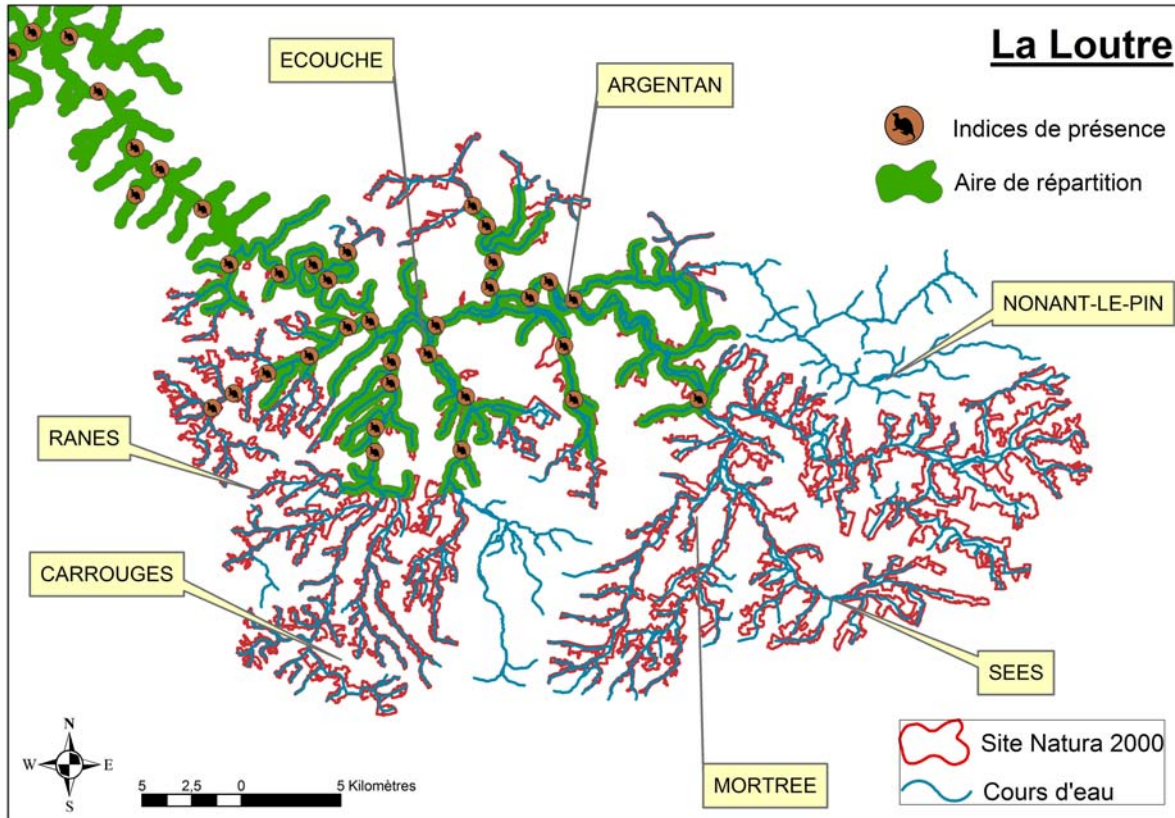 La Loutre
ECOUCHE
ARGENTAN
Indices de présence
Aire de répartition
NONANT-LE-PIN
RANES
CARROUGES
SEES
MORTREE
Site Natura 2000
Cours d'eau
N
W E
S
5 2,5 0 5 Kilomètres